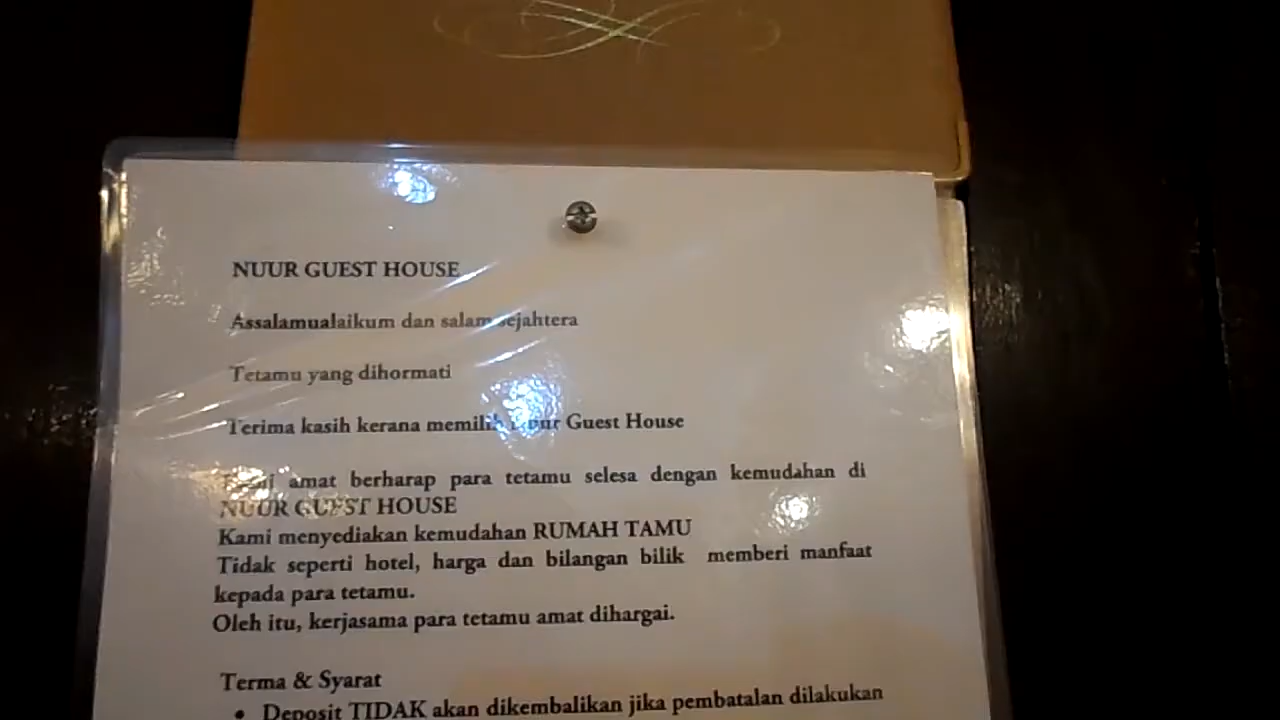 NUUR GUEST HOUSE
Assalamualaikum dan salam sejahtera
Tetamu yang dihormati
Terima kasih kerana memilih Nuur Guest House
amat berharap para tetamu selesa dengan kemudahan di
NUUR GUEST HOUSE
Kami menyediakan kemudahan RUMAH TAMU
Tidak seperti hotel, harga dan bilangan bilik memberi manfaat
kepada para tetamu.
Oleh itu, kerjasama para tetamu amat dihargai.
Terma & Syarat
• Deposit TIDAK akan dikembalikan jika pembatalan dilakukan